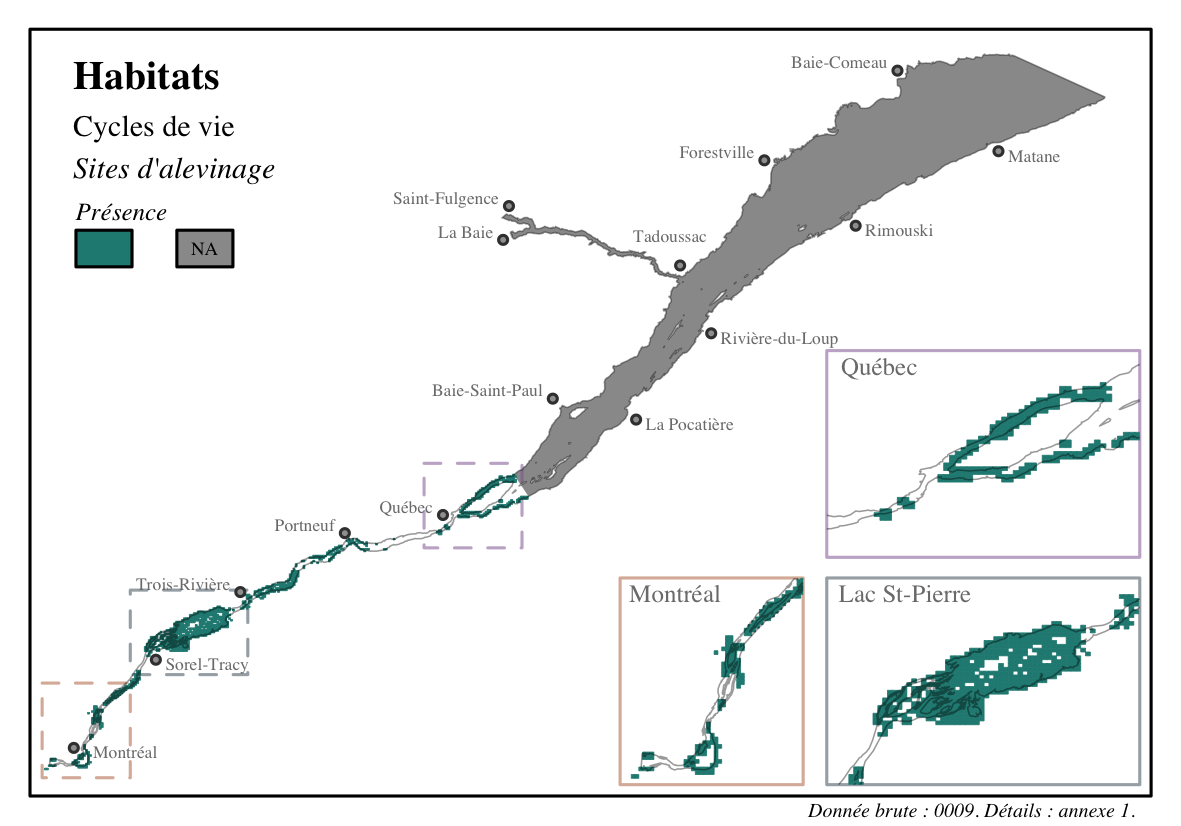 Habitats
Cycles de vie
Sites d'alevinage
Présence
NA
Baie-Comeau
Forestville
Matane
Saint-Fulgence
La Baie
Tadoussac
Rimouski
Rivière-du-Loup
Baie-Saint-Paul
La Pocatière
Québec
Portneuf
Trois-Rivière
Sorel-Tracy
Montréal
Québec
Montréal
Lac St-Pierre
Donnée brute : 0009. Détails : annexe 1.